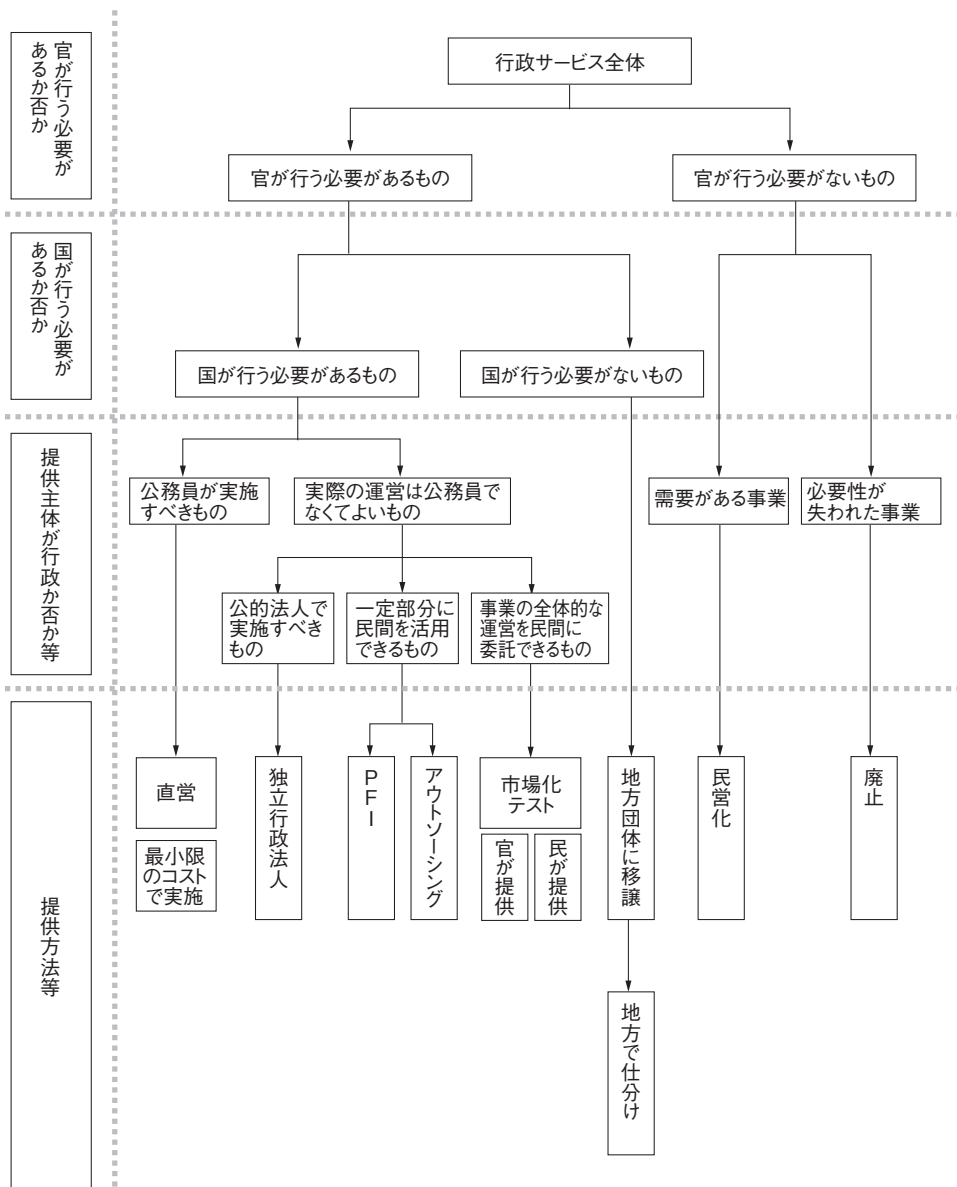 官が行う必要が
あるか否か
行政サービス全体
官が行う必要があるもの
官が行う必要がないもの
国が行う必要が
あるか否か
国が行う必要があるもの
国が行う必要がないもの
提供主体が行政か否か等
公務員が実施
すべきもの
実際の運営は公務員で
なくてよいもの
需要がある事業
必要性が
失われた事業
公的法人で
実施すべき
もの
一定部分に
民間を活用
できるもの
事業の全体的な
運営を民間に
委託できるもの
提供方法等
直営
最小限
のコスト
で実施
独立行政法人
PFI
アウトソーシング
市場化
テスト
官が提供
民が提供
地方団体に移譲
民営化
廃止
地方で仕分け